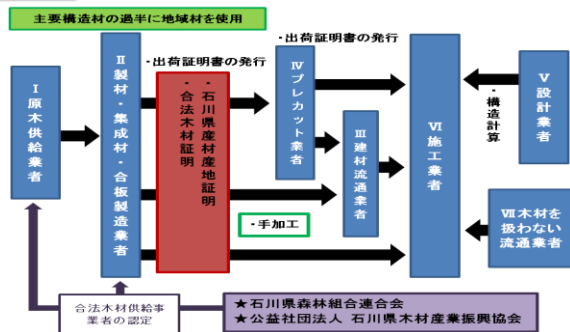 主要構造材の過半に地域材を使用
Ⅰ原木供給業者
Ⅱ製材・集成材・合板製造業者
・出荷証明書の発行
・石川県産材産地証明
・合法木材証明
・出荷証明書の発行
Ⅳプレカット業者
Ⅲ建材流通業者
・手加工
Ⅵ施工業者
・構造計算
Ⅴ設計業者
Ⅶ木材を
扱わない
流通業者
合法木材供給事
業者の認定
★石川県森林組合連合会
★公益社団法人 石川県木材産業振興協会